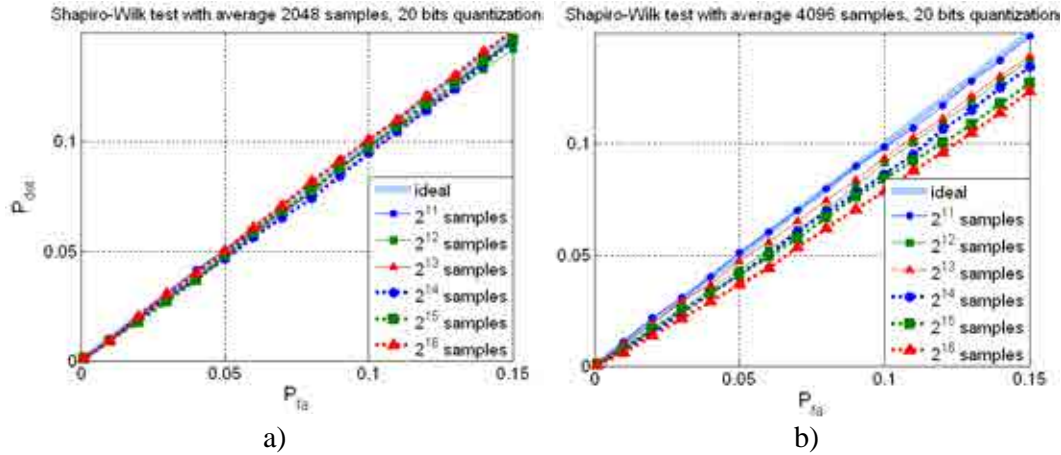 Shapiro-Wilk test with average 2048 samples, 20 bits quantization
0.1
0.05
0
0
0.05
0.1
0.15
P_det
P_fa
ideal
2^11 samples
2^12 samples
2^13 samples
2^14 samples
2^15 samples
2^16 samples
a)
Shapiro-Wilk test with average 4096 samples, 20 bits quantization
0.1
0.05
0
0
0.05
0.1
0.15
P_fa
ideal
2^11 samples
2^12 samples
2^13 samples
2^14 samples
2^15 samples
2^16 samples
b)